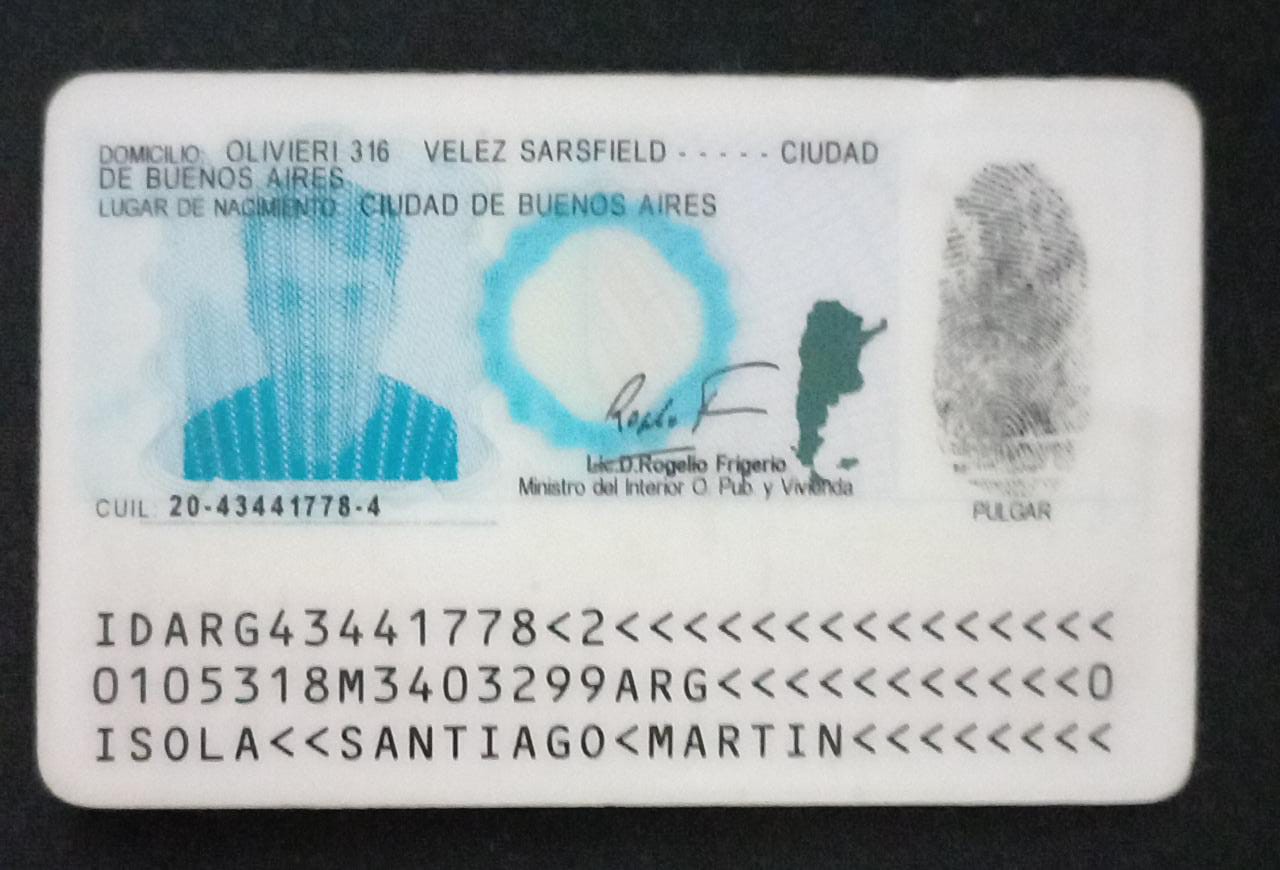 DOMICILIO: OLIVIERI 316 VELEZ SARSFIELD - - - - - CIUDAD
DE BUENOS AIRES
LUGAR DE NACIMIENTO CIUDAD DE BUENOS AIRES
Lic.D.Rogelio Frigerio
Ministro del Interior O. Pub. y Vivienda
CUIL: 20-43441778-4
PULGAR
IDARG43441778<2<<<<<<<<<<<<<<<
0105318M3403299ARG<<<<<<<<<<<0
ISOLA<<SANTIAGO<MARTIN<<<<<<<<